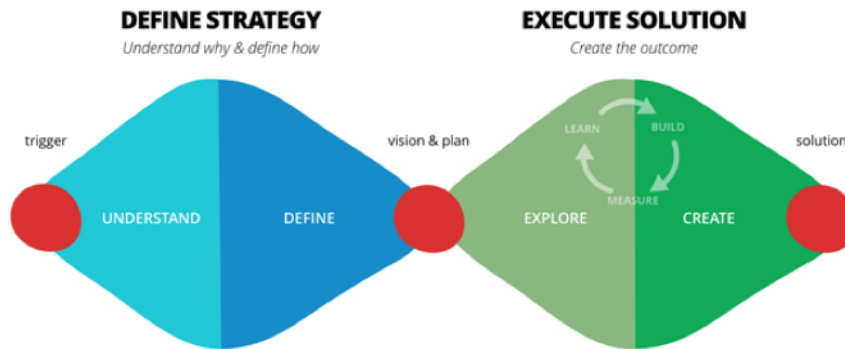 DEFINE STRATEGY
Understand why & define how
EXECUTE SOLUTION
Create the outcome
trigger
vision & plan
solution
LEARN
BUILD
MEASURE
UNDERSTAND
DEFINE
EXPLORE
CREATE